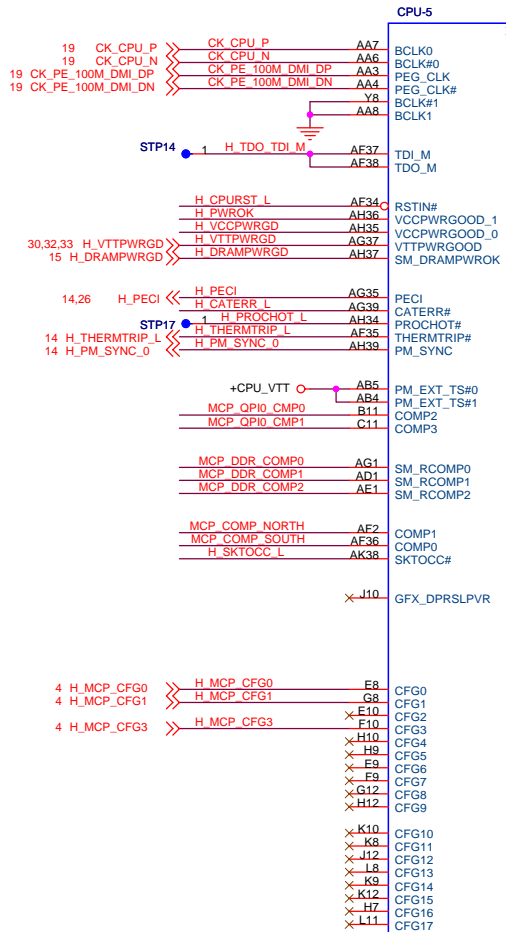 CPU-5
19 CK_CPU_P CK_CPU_P AA7 BCLK0
19 CK_CPU_N CK_CPU_N AA6 BCLK#0
19 CK_PE_100M_DMI_DP CK_PE_100M_DMI_DP AA3 PEG_CLK
19 CK_PE_100M_DMI_DN CK_PE_100M_DMI_DN AA4 PEG_CLK#
Y8 BCLK#1
AA8 BCLK1
STP14 1 H_TDO_TDI_M AF37 TDI_M
AF38 TDO_M
H_CPURST_L AF34 RSTIN#
H_PWROK AH36 VCCPWRGOOD_1
H_VCCPWRGD AH35 VCCPWRGOOD_0
30,32,33 H_VTTPWRGD H_VTTPWRGD AG37 VTTPWRGOOD
15 H_DRAMPWRGD H_DRAMPWRGD AH37 SM_DRAMPWROK
14,26 H_PECI H_PECI AG35 PECI
H_CATERR_L AG39 CATERR#
STP17 1 H_PROCHOT_L AH34 PROCHOT#
14 H_THERMTRIP_L H_THERMTRIP_L AF35 THERMTRIP#
14 H_PM_SYNC_0 H_PM_SYNC_0 AH39 PM_SYNC
+CPU_VTT AB5 PM_EXT_TS#0
AB4 PM_EXT_TS#1
MCP_QPI0_CMP0 B11 COMP2
MCP_QPI0_CMP1 C11 COMP3
MCP_DDR_COMP0 AG1 SM_RCOMP0
MCP_DDR_COMP1 AD1 SM_RCOMP1
MCP_DDR_COMP2 AE1 SM_RCOMP2
MCP_COMP_NORTH AF2 COMP1
MCP_COMP_SOUTH AF36 COMP0
H_SKTOCC_L AK38 SKTOCC#
J10 GFX_DPRSLPVR
4 H_MCP_CFG0 H_MCP_CFG0 E8 CFG0
4 H_MCP_CFG1 H_MCP_CFG1 G8 CFG1
E10 CFG2
4 H_MCP_CFG3 H_MCP_CFG3 F10 CFG3
H10 CFG4
H9 CFG5
E9 CFG6
F9 CFG7
G12 CFG8
H12 CFG9
K10 CFG10
K8 CFG11
J12 CFG12
L8 CFG13
K9 CFG14
K12 CFG15
H7 CFG16
L11 CFG17